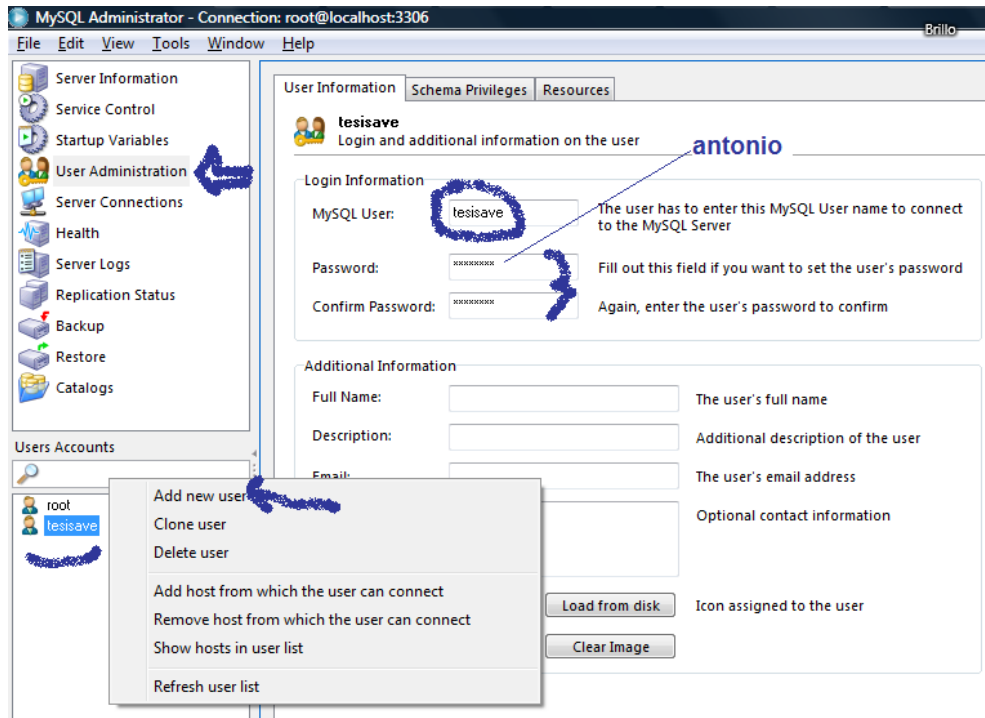 MySQL Administrator - Connection: root@localhost:3306
Brillo
File Edit View Tools Window Help
Server Information
Service Control
Startup Variables
User Administration
Server Connections
Health
Server Logs
Replication Status
Backup
Restore
Catalogs
Users Accounts
root
tesisave
User Information Schema Privileges Resources
tesisave
Login and additional information on the user
antonio
Login Information
MySQL User: tesisave The user has to enter this MySQL User name to connect
to the MySQL Server
Password: ******** Fill out this field if you want to set the user's password
Confirm Password: ******** Again, enter the user's password to confirm
Additional Information
Full Name: The user's full name
Description: Additional description of the user
Email: The user's email address
Optional contact information
Load from disk Icon assigned to the user
Clear Image
Add new user
Clone user
Delete user
Add host from which the user can connect
Remove host from which the user can connect
Show hosts in user list
Refresh user list